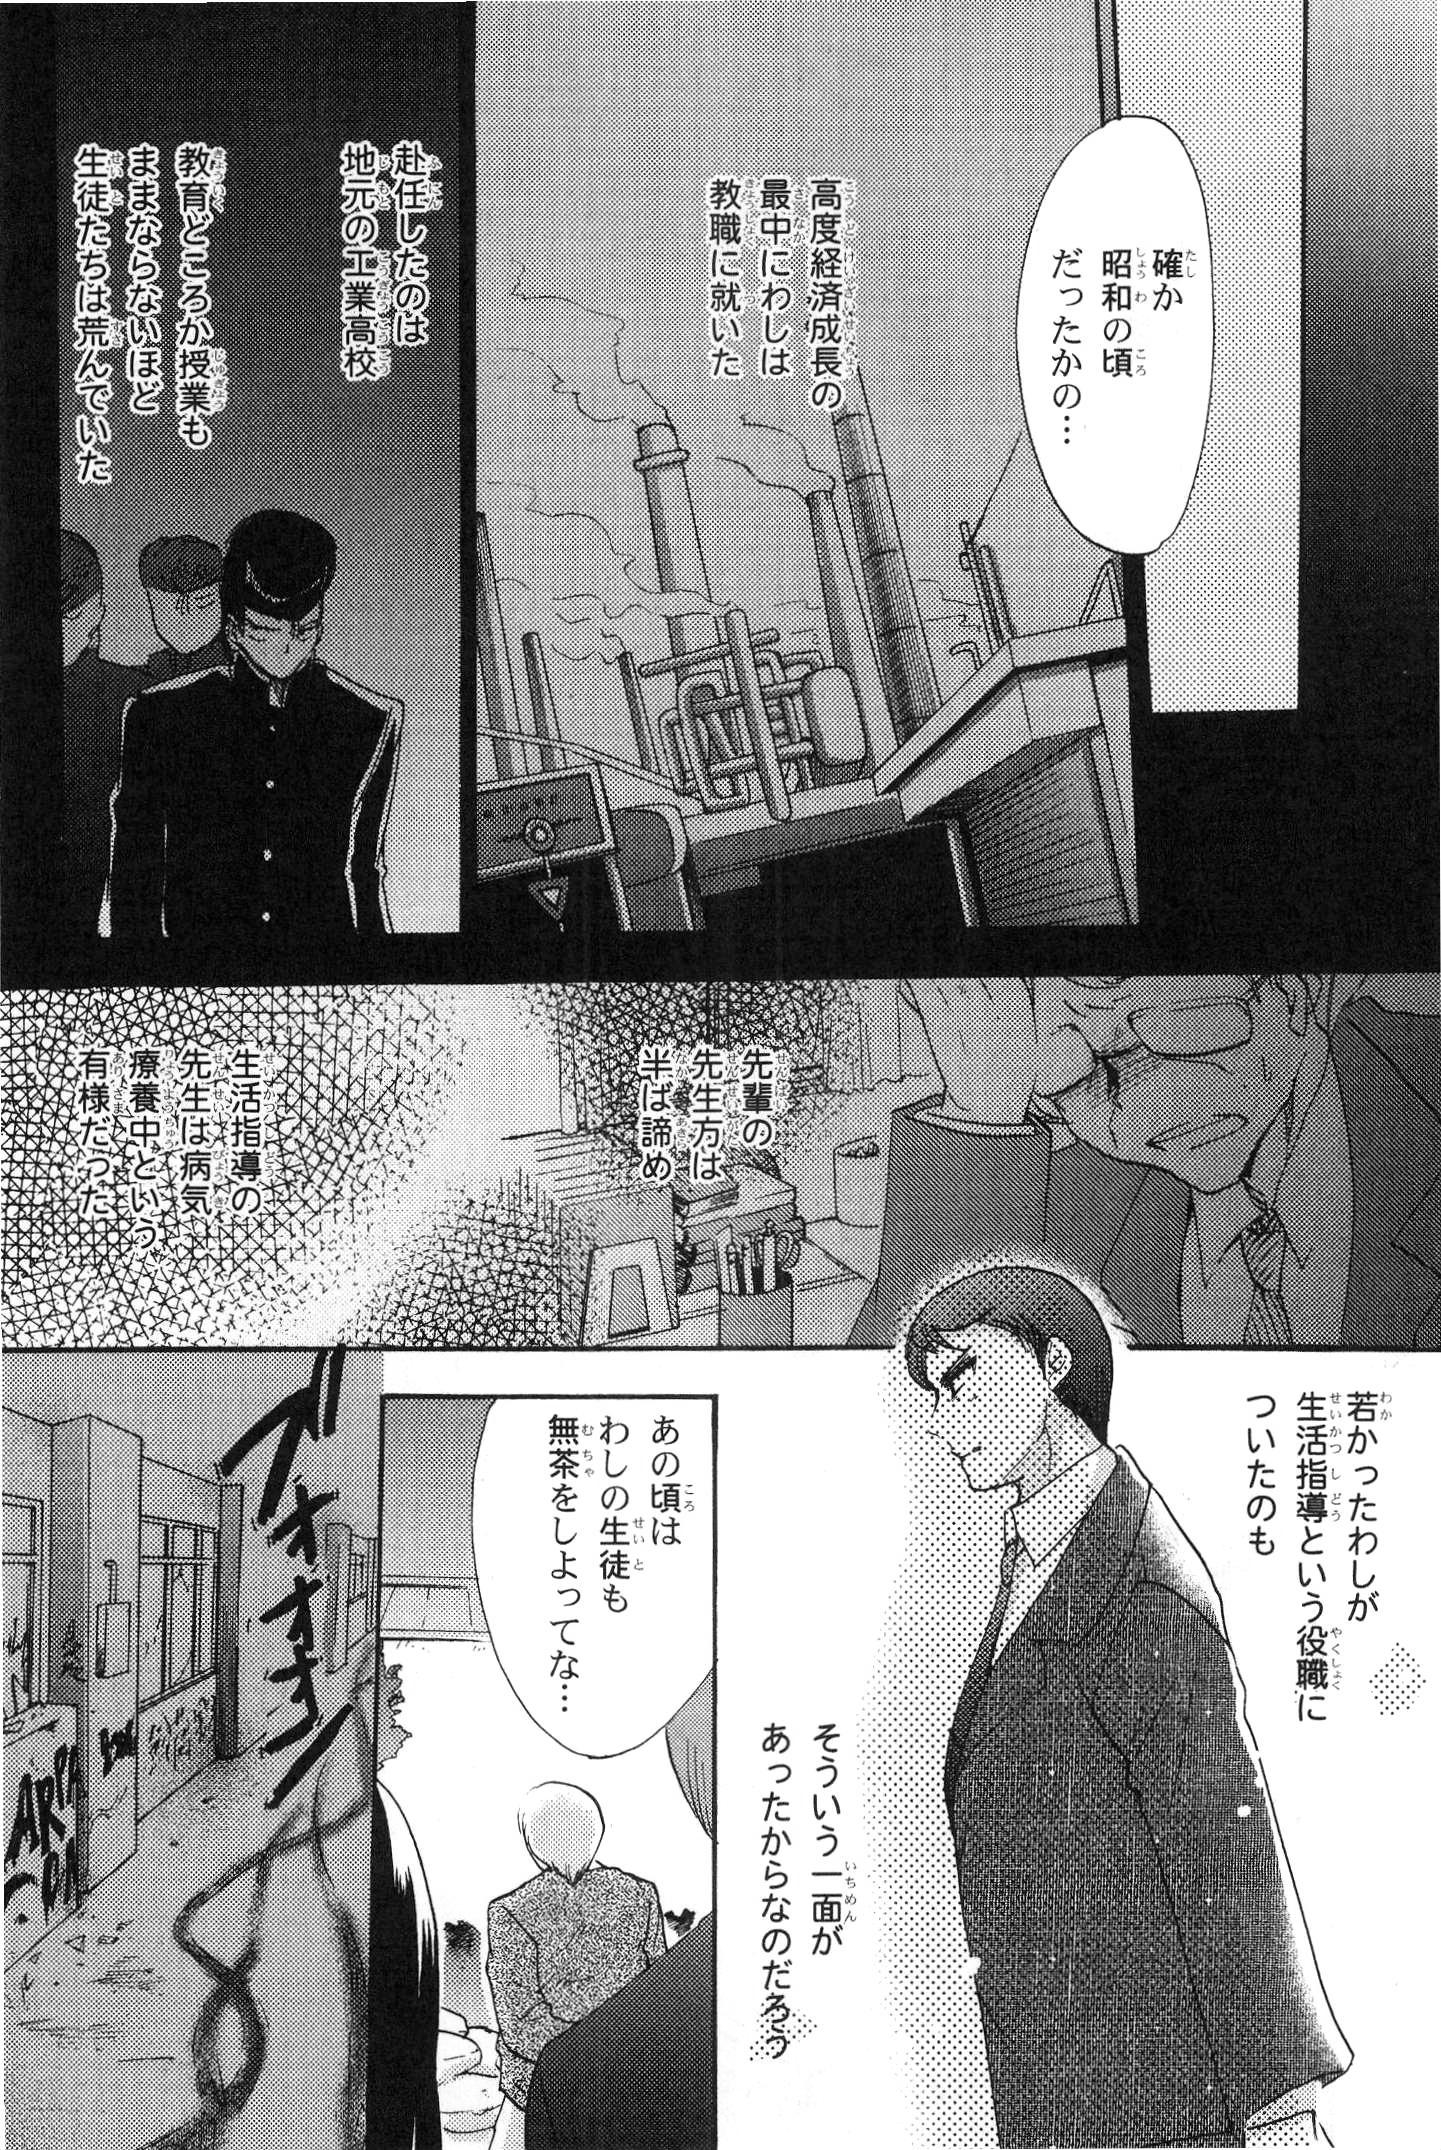 確か
昭和の頃
だったかの…
高度経済成長の
最中にわしは
教職に就いた
赴任したのは
地元の工業高校
教育どころか授業も
ままならないほど
生徒たちは荒んでいた
先輩の
先生方は
半ば諦め
生活指導の
先生は病気
療養中という
有様だった
若かったわしが
生活指導という役職に
ついたのも
そういう一面が
あったからなのだろう
あの頃は
わしの生徒も
無茶をしよってな…